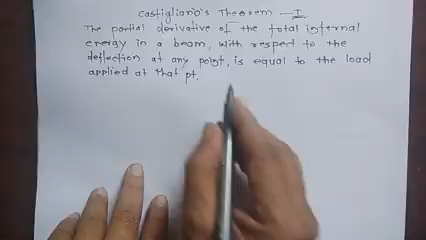 Castigliano's Theorem - I
The partial derivative of the total internal
energy in a beam, with respect to the
deflection at any point, is equal to the load
applied at that pt.